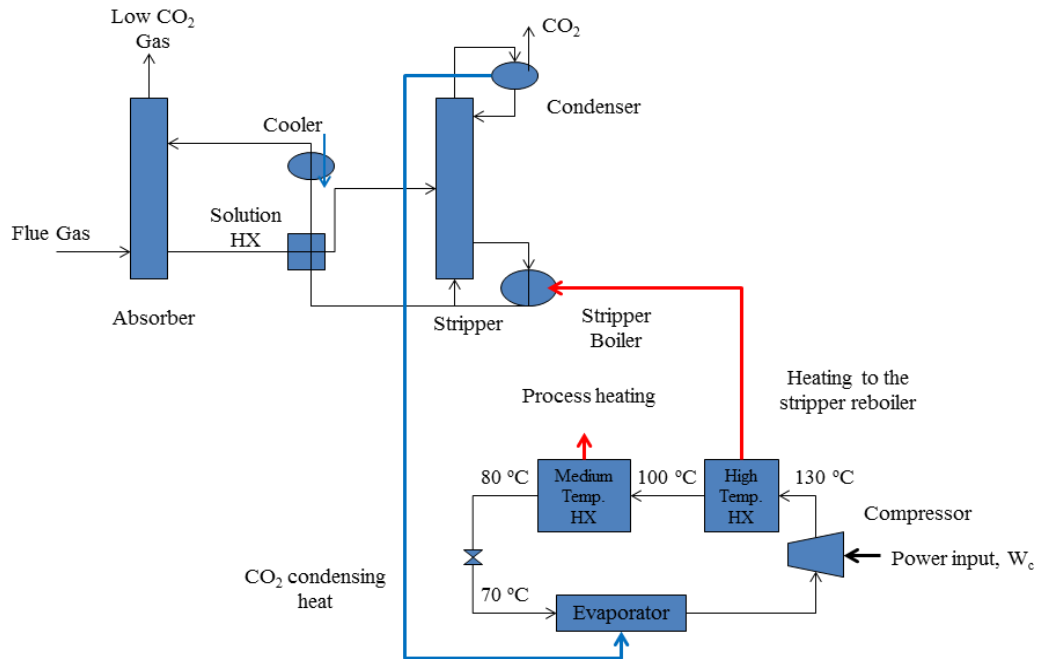 Low CO₂
Gas
CO₂
Condenser
Cooler
Solution
HX
Flue Gas
Absorber
Stripper
Stripper
Boiler
Heating to the
stripper reboiler
Process heating
80 °C
Medium
Temp.
HX
100 °C
High
Temp.
HX
130 °C
Compressor
Power input, W꜀
CO₂ condensing
heat
70 °C
Evaporator